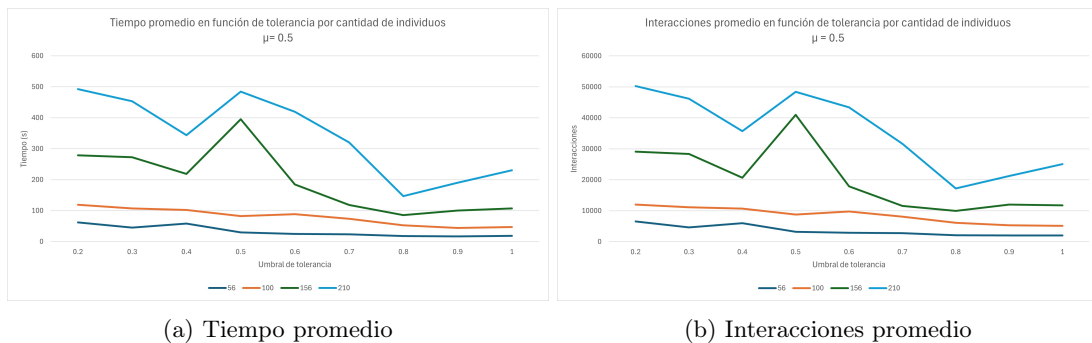 Tiempo promedio en función de tolerancia por cantidad de individuos
μ= 0.5
600
500
400
300
200
100
0
Tiempo (s)
0.2 0.3 0.4 0.5 0.6 0.7 0.8 0.9 1
Umbral de tolerancia
56 100 156 210
(a) Tiempo promedio
Interacciones promedio en función de tolerancia por cantidad de individuos
μ = 0.5
60000
50000
40000
30000
20000
10000
0
Interacciones
0.2 0.3 0.4 0.5 0.6 0.7 0.8 0.9 1
Umbral de tolerancia
56 100 156 210
(b) Interacciones promedio